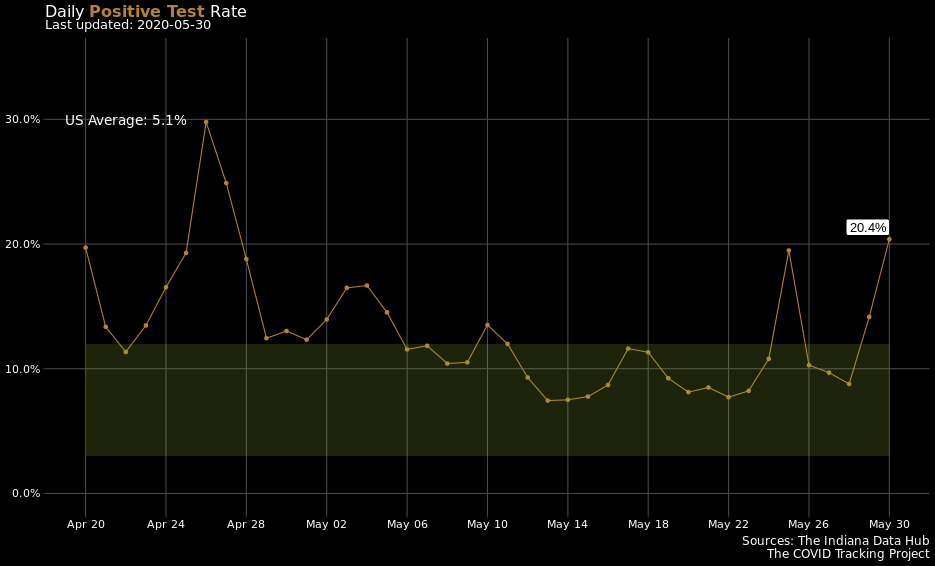 Daily Positive Test Rate
Last updated: 2020-05-30
30.0%
US Average: 5.1%
20.4%
20.0%
10.0%
0.0%
Apr 20
Apr 24
Apr 28
May 02
May 06
May 10
May 14
May 18
May 22
May 26
May 30
Sources: The Indiana Data Hub
The COVID Tracking Project